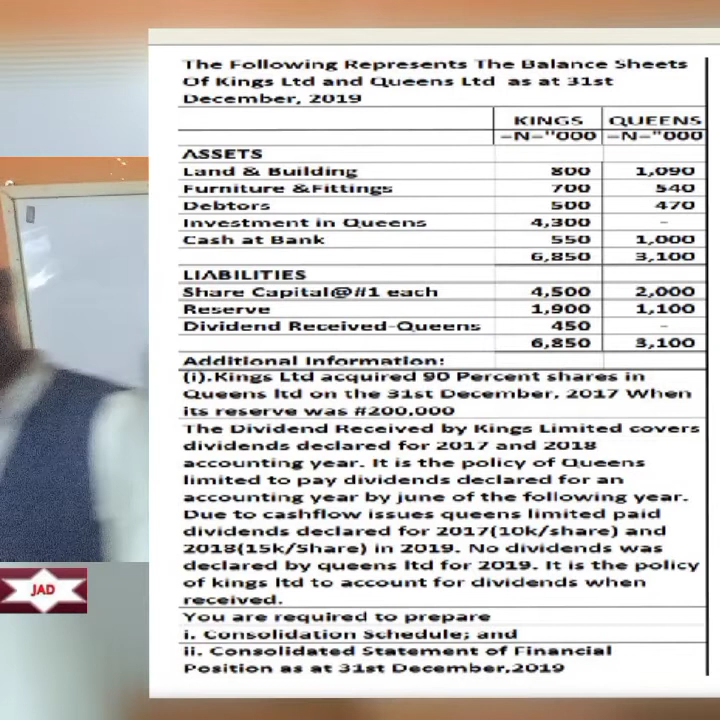 The Following Represents The Balance Sheets
Of Kings Ltd and Queens Ltd as at 31st
December, 2019
KINGS QUEENS
=N="000 =N="000
ASSETS
Land & Building 800 1,090
Furniture &Fittings 700 540
Debtors 500 470
Investment in Queens 4,300 -
Cash at Bank 550 1,000
6,850 3,100
LIABILITIES
Share Capital@#1 each 4,500 2,000
Reserve 1,900 1,100
Dividend Received-Queens 450 -
6,850 3,100
Additional Information:
(i).Kings Ltd acquired 90 Percent shares in
Queens ltd on the 31st December, 2017 When
its reserve was #200,000
The Dividend Received by Kings Limited covers
dividends declared for 2017 and 2018
accounting year. It is the policy of Queens
limited to pay dividends declared for an
accounting year by june of the following year.
Due to cashflow issues queens limited paid
dividends declared for 2017(10k/share) and
2018(15k/Share) in 2019. No dividends was
declared by queens ltd for 2019. It is the policy
of kings ltd to account for dividends when
received.
You are required to prepare
i. Consolidation Schedule; and
ii. Consolidated Statement of Financial
Position as at 31st December,2019
JAD